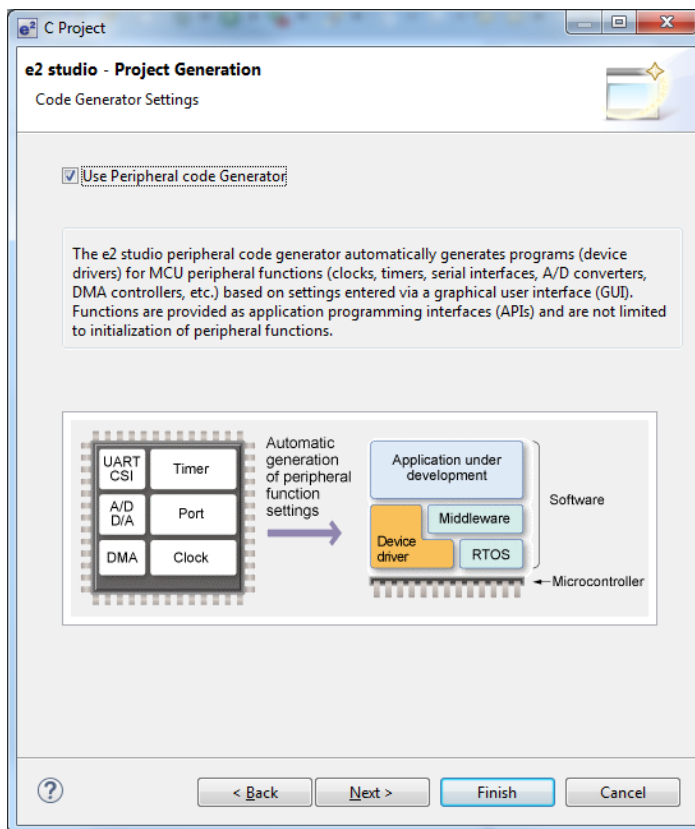 e² C Project
e2 studio - Project Generation
Code Generator Settings
Use Peripheral code Generator
The e2 studio peripheral code generator automatically generates programs (device
drivers) for MCU peripheral functions (clocks, timers, serial interfaces, A/D converters,
DMA controllers, etc.) based on settings entered via a graphical user interface (GUI).
Functions are provided as application programming interfaces (APIs) and are not limited
to initialization of peripheral functions.
UART
CSI
Timer
A/D
D/A
Port
DMA
Clock
Automatic
generation
of peripheral
function
settings
Application under
development
Middleware
Device
driver
RTOS
Software
Microcontroller
? < Back Next > Finish Cancel